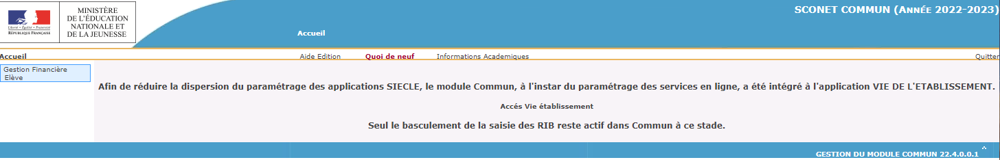 MINISTÈRE
DE L'ÉDUCATION
NATIONALE ET
DE LA JEUNESSE
Liberté • Égalité • Fraternité
RÉPUBLIQUE FRANÇAISE
SCONET COMMUN (ANNÉE 2022-2023)
Accueil
Accueil
Aide Edition
Quoi de neuf
Informations Academiques
Quitter
Gestion Financière
Elève
Afin de réduire la dispersion du paramétrage des applications SIECLE, le module Commun, à l'instar du paramétrage des services en ligne, a été intégré à l'application VIE DE L'ETABLISSEMENT.
Accés Vie établissement
Seul le basculement de la saisie des RIB reste actif dans Commun à ce stade.
GESTION DU MODULE COMMUN 22.4.0.0.1